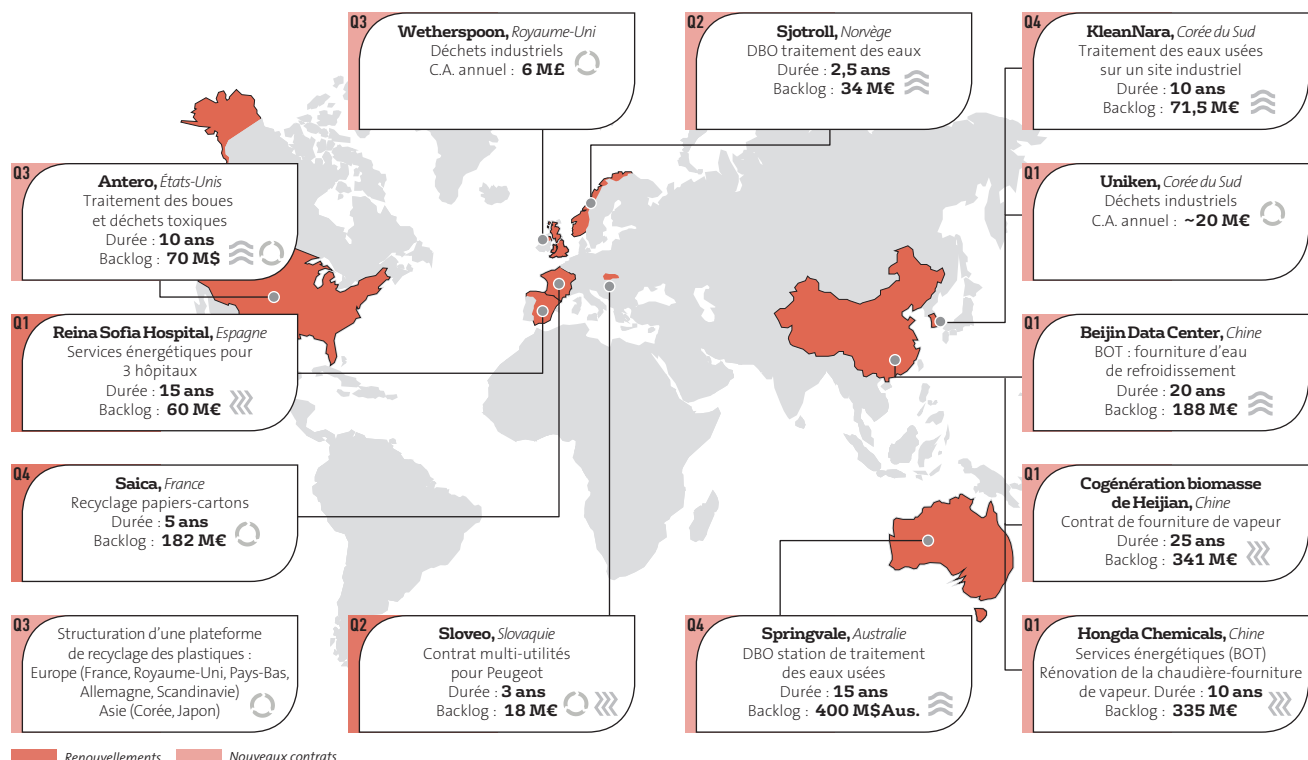 Q3
Wetherspoon, Royaume-Uni
Déchets industriels
C.A. annuel : 6 M£
Q2
Sjotroll, Norvège
DBO traitement des eaux
Durée : 2,5 ans
Backlog : 34 M€
Q4
KleanNara, Corée du Sud
Traitement des eaux usées
sur un site industriel
Durée : 10 ans
Backlog : 71,5 M€
Q3
Antero, États-Unis
Traitement des boues
et déchets toxiques
Durée : 10 ans
Backlog : 70 M$
Q1
Uniken, Corée du Sud
Déchets industriels
C.A. annuel : ~20 M€
Q1
Reina Sofia Hospital, Espagne
Services énergétiques pour
3 hôpitaux
Durée : 15 ans
Backlog : 60 M€
Q1
Beijin Data Center, Chine
BOT : fourniture d'eau
de refroidissement
Durée : 20 ans
Backlog : 188 M€
Q4
Saica, France
Recyclage papiers-cartons
Durée : 5 ans
Backlog : 182 M€
Q1
Cogénération biomasse
de Heijian, Chine
Contrat de fourniture de vapeur
Durée : 25 ans
Backlog : 341 M€
Q3
Structuration d'une plateforme
de recyclage des plastiques :
Europe (France, Royaume-Uni, Pays-Bas,
Allemagne, Scandinavie)
Asie (Corée, Japon)
Q2
Sloveo, Slovaquie
Contrat multi-utilités
pour Peugeot
Durée : 3 ans
Backlog : 18 M€
Q4
Springvale, Australie
DBO station de traitement
des eaux usées
Durée : 15 ans
Backlog : 400 M$Aus.
Q1
Hongda Chemicals, Chine
Services énergétiques (BOT)
Rénovation de la chaudière-fourniture
de vapeur. Durée : 10 ans
Backlog : 335 M€
Renouvellements
Nouveaux contrats